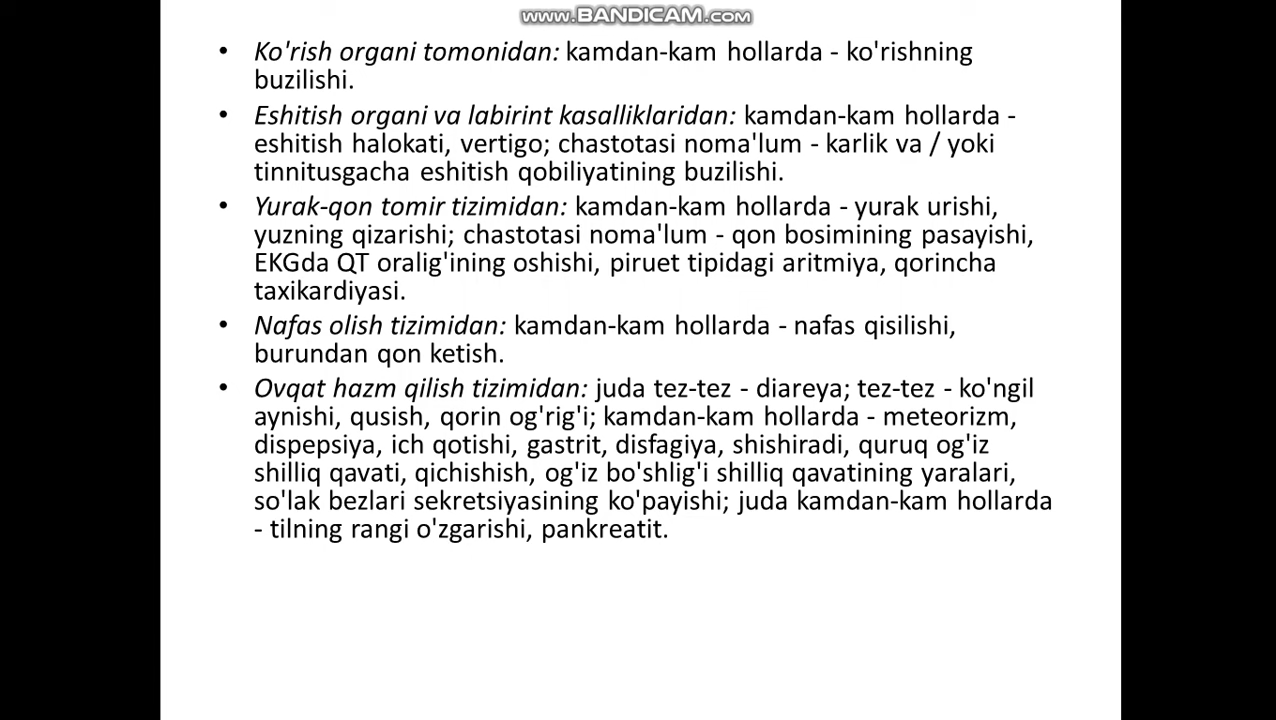 www.BANDICAM.com
• Ko'rish organi tomonidan: kamdan-kam hollarda - ko'rishning
buzilishi.
• Eshitish organi va labirint kasalliklaridan: kamdan-kam hollarda -
eshitish halokati, vertigo; chastotasi noma'lum - karlik va / yoki
tinnitusgacha eshitish qobiliyatining buzilishi.
• Yurak-qon tomir tizimidan: kamdan-kam hollarda - yurak urishi,
yuzning qizarishi; chastotasi noma'lum - qon bosimining pasayishi,
EKGda QT oralig'ining oshishi, piruet tipidagi aritmiya, qorincha
taxikardiyasi.
• Nafas olish tizimidan: kamdan-kam hollarda - nafas qisilishi,
burundan qon ketish.
• Ovqat hazm qilish tizimidan: juda tez-tez - diareya; tez-tez - ko'ngil
aynishi, qusish, qorin og'rig'i; kamdan-kam hollarda - meteorizm,
dispepsiya, ich qotishi, gastrit, disfagiya, shishiradi, quruq og'iz
shilliq qavati, qichishish, og'iz bo'shlig'i shilliq qavatining yaralari,
so'lak bezlari sekretsiyasining ko'payishi; juda kamdan-kam hollarda
- tilning rangi o'zgarishi, pankreatit.